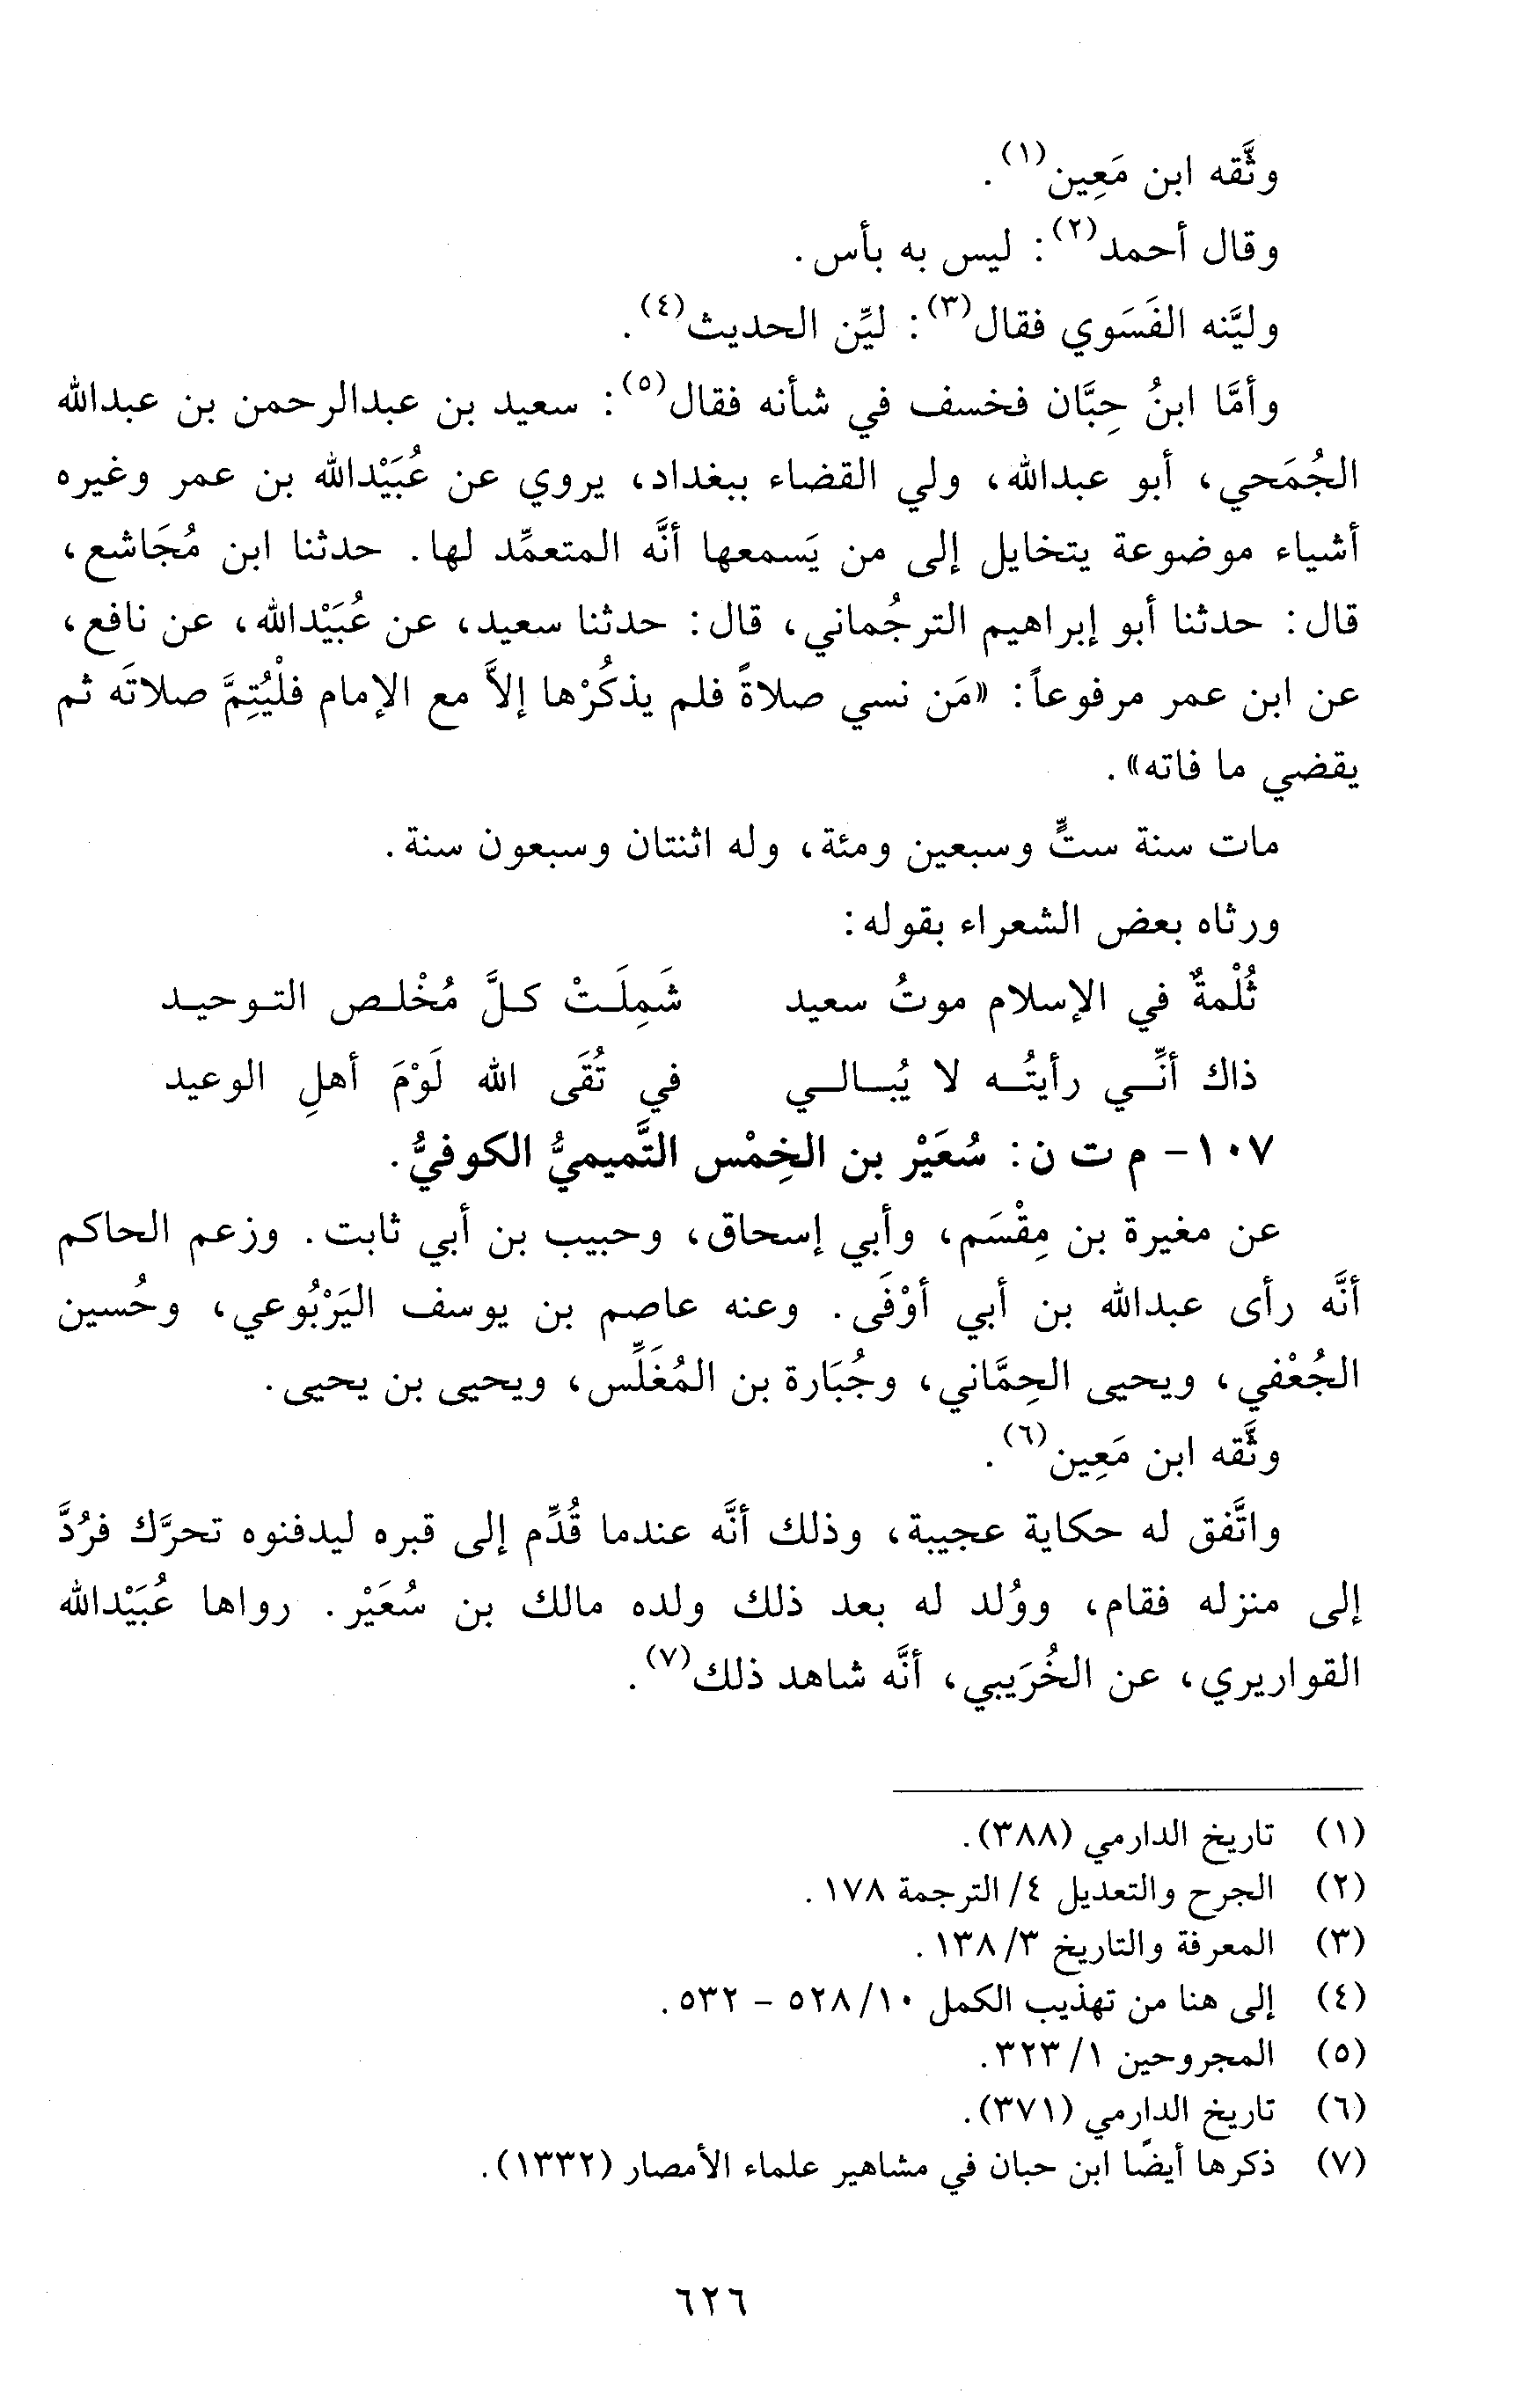 وثَّقه ابن مَعِين(١).
وقال أحمد(٢): ليس به بأس.
وليَّنه الفَسَوي فقال(٣): ليِّن الحديث(٤).
وأمَّا ابنُ حِبَّان فخسف في شأنه فقال(٥): سعيد بن عبدالرحمن بن عبدالله
الجُمَحي، أبو عبدالله، ولي القضاء ببغداد، يروي عن عُبَيْدالله بن عمر وغيره
أشياء موضوعة يتخايل إلى من يَسمعها أنَّه المتعمِّد لها. حدثنا ابن مُجَاشع،
قال: حدثنا أبو إبراهيم الترجُماني، قال: حدثنا سعيد، عن عُبَيْدالله، عن نافع،
عن ابن عمر مرفوعاً: «مَن نسي صلاةً فلم يذكُرْها إلاَّ مع الإمام فلْيُتِمَّ صلاتَه ثم
يقضي ما فاته».
مات سنة ستٍّ وسبعين ومئة، وله اثنتان وسبعون سنة.
ورثاه بعض الشعراء بقوله:
ثُلْمةٌ في الإسلام موتُ سعيد شَمِلَـتْ كـلَّ مُخْلـص التـوحيـد
ذاك أنِّـي رأيتُـه لا يُبـالـي في تُقَى الله لَوْمَ أهلِ الوعيد
١٠٧- م ت ن: سُعَيْر بن الخِمْس التَّميميُّ الكوفيُّ.
عن مغيرة بن مِقْسَم، وأبي إسحاق، وحبيب بن أبي ثابت. وزعم الحاكم
أنَّه رأى عبدالله بن أبي أوْفَى. وعنه عاصم بن يوسف اليَرْبُوعي، وحُسين
الجُعْفي، ويحيى الحِمَّاني، وجُبَارة بن المُغَلِّس، ويحيى بن يحيى.
وثَّقه ابن مَعِين(٦).
واتَّفق له حكاية عجيبة، وذلك أنَّه عندما قُدِّم إلى قبره ليدفنوه تحرَّك فرُدَّ
إلى منزله فقام، ووُلد له بعد ذلك ولده مالك بن سُعَيْر. رواها عُبَيْدالله
القواريري، عن الخُرَيبي، أنَّه شاهد ذلك(٧).
(١) تاريخ الدارمي (٣٨٨).
(٢) الجرح والتعديل ٤/ الترجمة ١٧٨.
(٣) المعرفة والتاريخ ٣/ ١٣٨.
(٤) إلى هنا من تهذيب الكمل ١٠/ ٥٢٨ - ٥٣٢.
(٥) المجروحين ١/ ٣٢٣.
(٦) تاريخ الدارمي (٣٧١).
(٧) ذكرها أيضًا ابن حبان في مشاهير علماء الأمصار (١٣٣٢).
٦٢٦